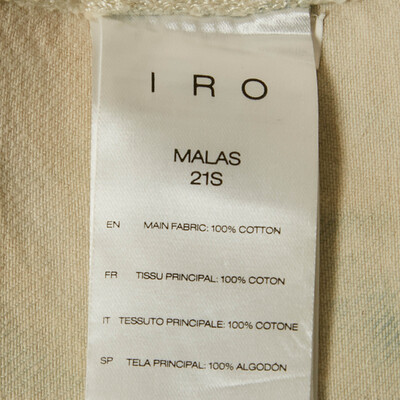 IRO
MALAS
21S
EN MAIN FABRIC: 100% COTTON
FR TISSU PRINCIPAL: 100% COTON
IT TESSUTO PRINCIPALE: 100% COTONE
SP TELA PRINCIPAL: 100% ALGODÓN